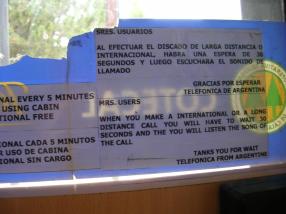 SRES. USUARIOS
AL EFECTUAR EL DISCADO DE LARGA DISTANCIA O
INTERNACIONAL, HABRA UNA ESPERA DE 30
SEGUNDOS Y LUEGO ESCUCHARA EL SONIDO DE
LLAMADO
GRACIAS POR ESPERAR
TELEFONICA DE ARGENTINA
MRS. USERS
WHEN YOU MAKE A INTERNATIONAL OR A LONG
DISTANCE CALL YOU WILL HAVE TO WAIT 30
SECONDS AND THE YOU WILL LISTEN THE SONG OF
THE CALL
TANKS YOU FOR WAIT
TELEFONICA FROM ARGENTINE
NAL EVERY 5 MINUTES
USING CABIN
TIONAL FREE
IONAL CADA 5 MINUTOS
R USO DE CABINA
CIONAL SIN CARGO
COTECAL